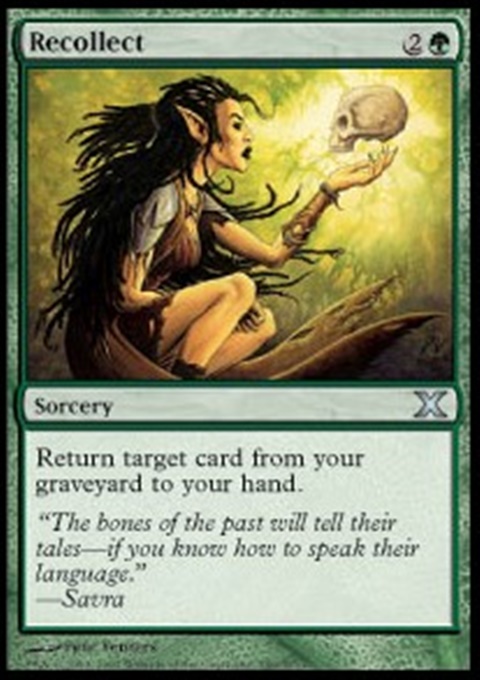 Recollect 2
Sorcery
Return target card from your
graveyard to your hand.
“The bones of the past will tell their
tales—if you know how to speak their
language.”
—Savra